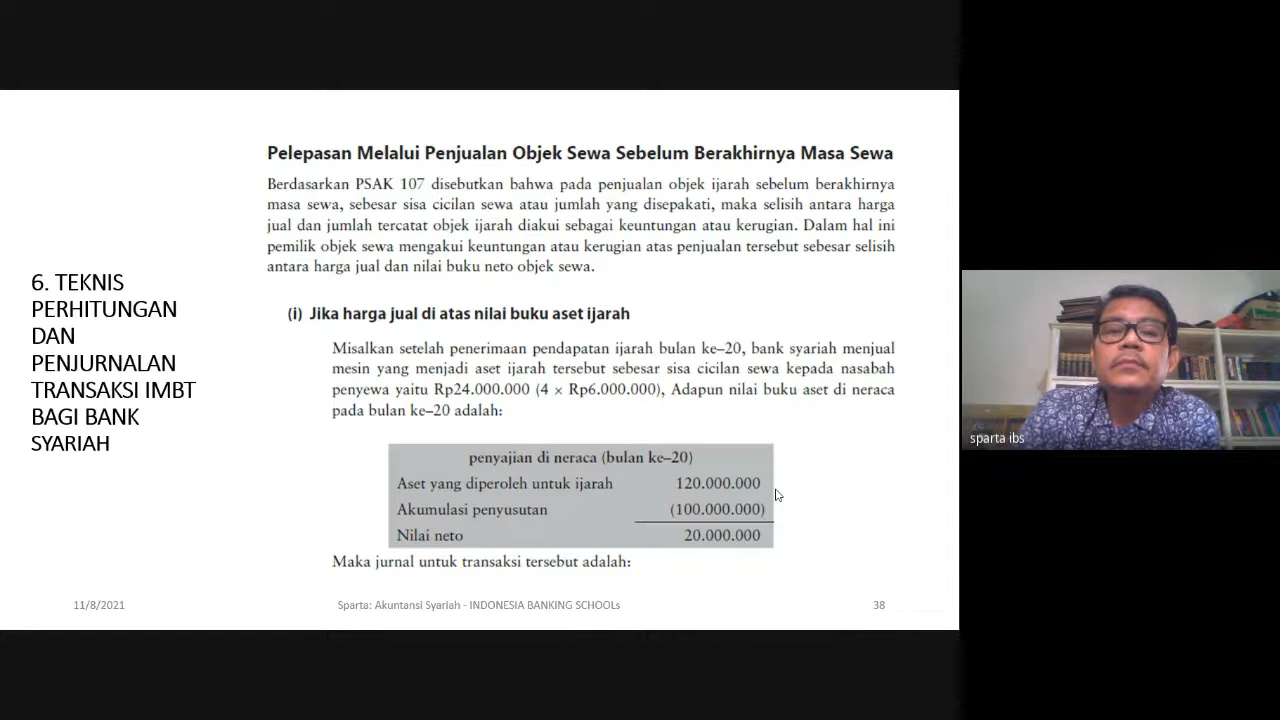 Pelepasan Melalui Penjualan Objek Sewa Sebelum Berakhirnya Masa Sewa
Berdasarkan PSAK 107 disebutkan bahwa pada penjualan objek ijarah sebelum berakhirnya
masa sewa, sebesar sisa cicilan sewa atau jumlah yang disepakati, maka selisih antara harga
jual dan jumlah tercatat objek ijarah diakui sebagai keuntungan atau kerugian. Dalam hal ini
pemilik objek sewa mengakui keuntungan atau kerugian atas penjualan tersebut sebesar selisih
antara harga jual dan nilai buku neto objek sewa.
6. TEKNIS
PERHITUNGAN
DAN
PENJURNALAN
TRANSAKSI IMBT
BAGI BANK
SYARIAH
(i) Jika harga jual di atas nilai buku aset ijarah
Misalkan setelah penerimaan pendapatan ijarah bulan ke–20, bank syariah menjual
mesin yang menjadi aset ijarah tersebut sebesar sisa cicilan sewa kepada nasabah
penyewa yaitu Rp24.000.000 (4 × Rp6.000.000), Adapun nilai buku aset di neraca
pada bulan ke–20 adalah:
penyajian di neraca (bulan ke–20)
Aset yang diperoleh untuk ijarah 120.000.000
Akumulasi penyusutan (100.000.000)
Nilai neto 20.000.000
Maka jurnal untuk transaksi tersebut adalah:
11/8/2021 Sparta: Akuntansi Syariah - INDONESIA BANKING SCHOOLs 38
sparta ibs